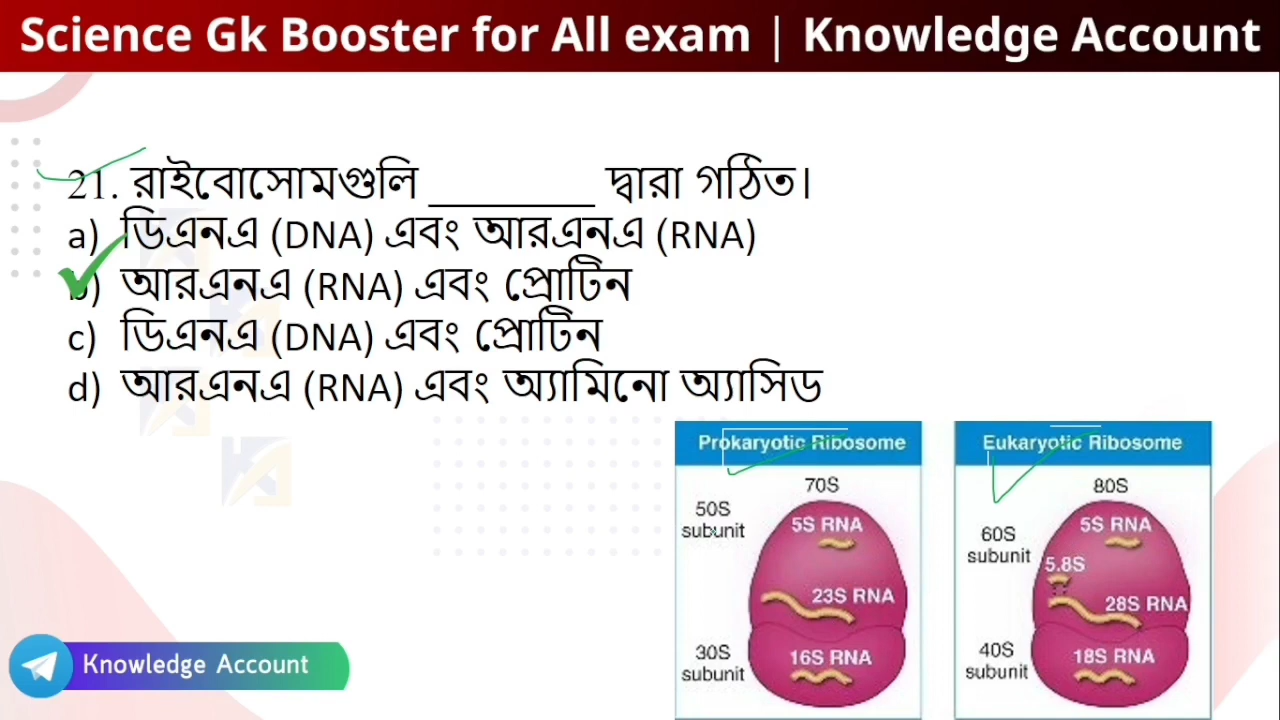 Science Gk Booster for All exam | Knowledge Account
21. রাইবোসোমগুলি ________ দ্বারা গঠিত।
a) ডিএনএ (DNA) এবং আরএনএ (RNA)
b) আরএনএ (RNA) এবং প্রোটিন
c) ডিএনএ (DNA) এবং প্রোটিন
d) আরএনএ (RNA) এবং অ্যামিনো অ্যাসিড
Prokaryotic Ribosome
70S
50S
subunit
5S RNA
23S RNA
30S
subunit
16S RNA
Eukaryotic Ribosome
80S
60S
subunit
5S RNA
5.8S
28S RNA
40S
subunit
18S RNA
Knowledge Account